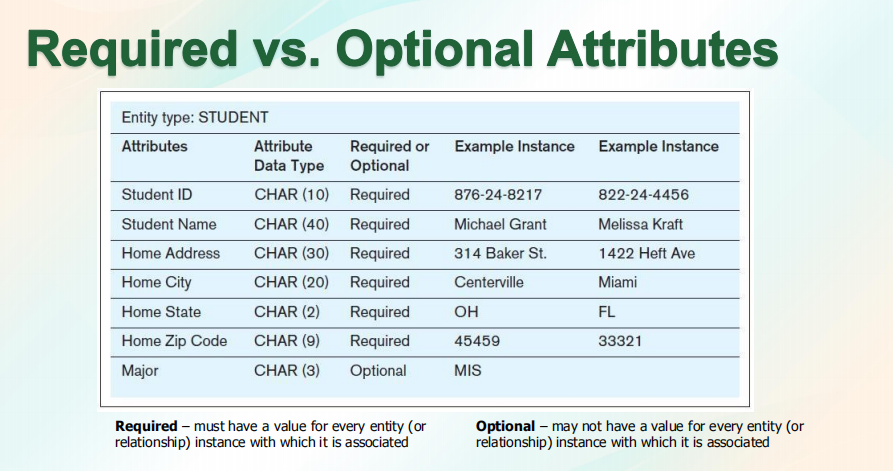 Required vs. Optional Attributes
Entity type: STUDENT
Attributes Attribute Data Type Required or Optional Example Instance Example Instance
Student ID CHAR (10) Required 876-24-8217 822-24-4456
Student Name CHAR (40) Required Michael Grant Melissa Kraft
Home Address CHAR (30) Required 314 Baker St. 1422 Heft Ave
Home City CHAR (20) Required Centerville Miami
Home State CHAR (2) Required OH FL
Home Zip Code CHAR (9) Required 45459 33321
Major CHAR (3) Optional MIS
Required – must have a value for every entity (or
relationship) instance with which it is associated
Optional – may not have a value for every entity (or
relationship) instance with which it is associated